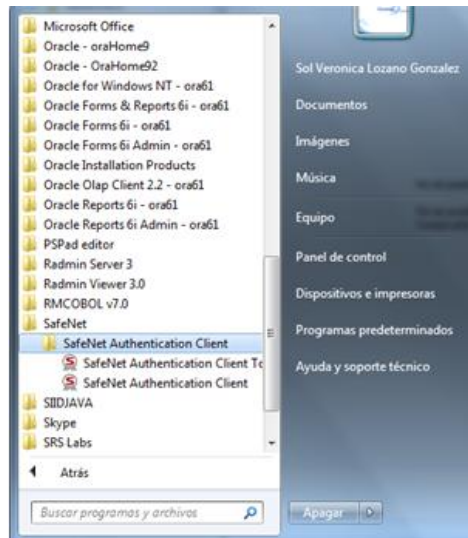 Microsoft Office
Oracle - oraHome9
Oracle - OraHome92
Oracle for Windows NT - ora61
Oracle Forms & Reports 6i - ora61
Oracle Forms 6i - ora61
Oracle Forms 6i Admin - ora61
Oracle Installation Products
Oracle Olap Client 2.2 - ora61
Oracle Reports 6i - ora61
Oracle Reports 6i Admin - ora61
PSPad editor
Radmin Server 3
Radmin Viewer 3.0
RMCOBOL v7.0
SafeNet
SafeNet Authentication Client
SafeNet Authentication Client To
SafeNet Authentication Client
SIIDJAVA
Skype
SRS Labs
Atrás
Buscar programas y archivos
Sol Veronica Lozano Gonzalez
Documentos
Imágenes
Música
Equipo
Panel de control
Dispositivos e impresoras
Programas predeterminados
Ayuda y soporte técnico
Apagar